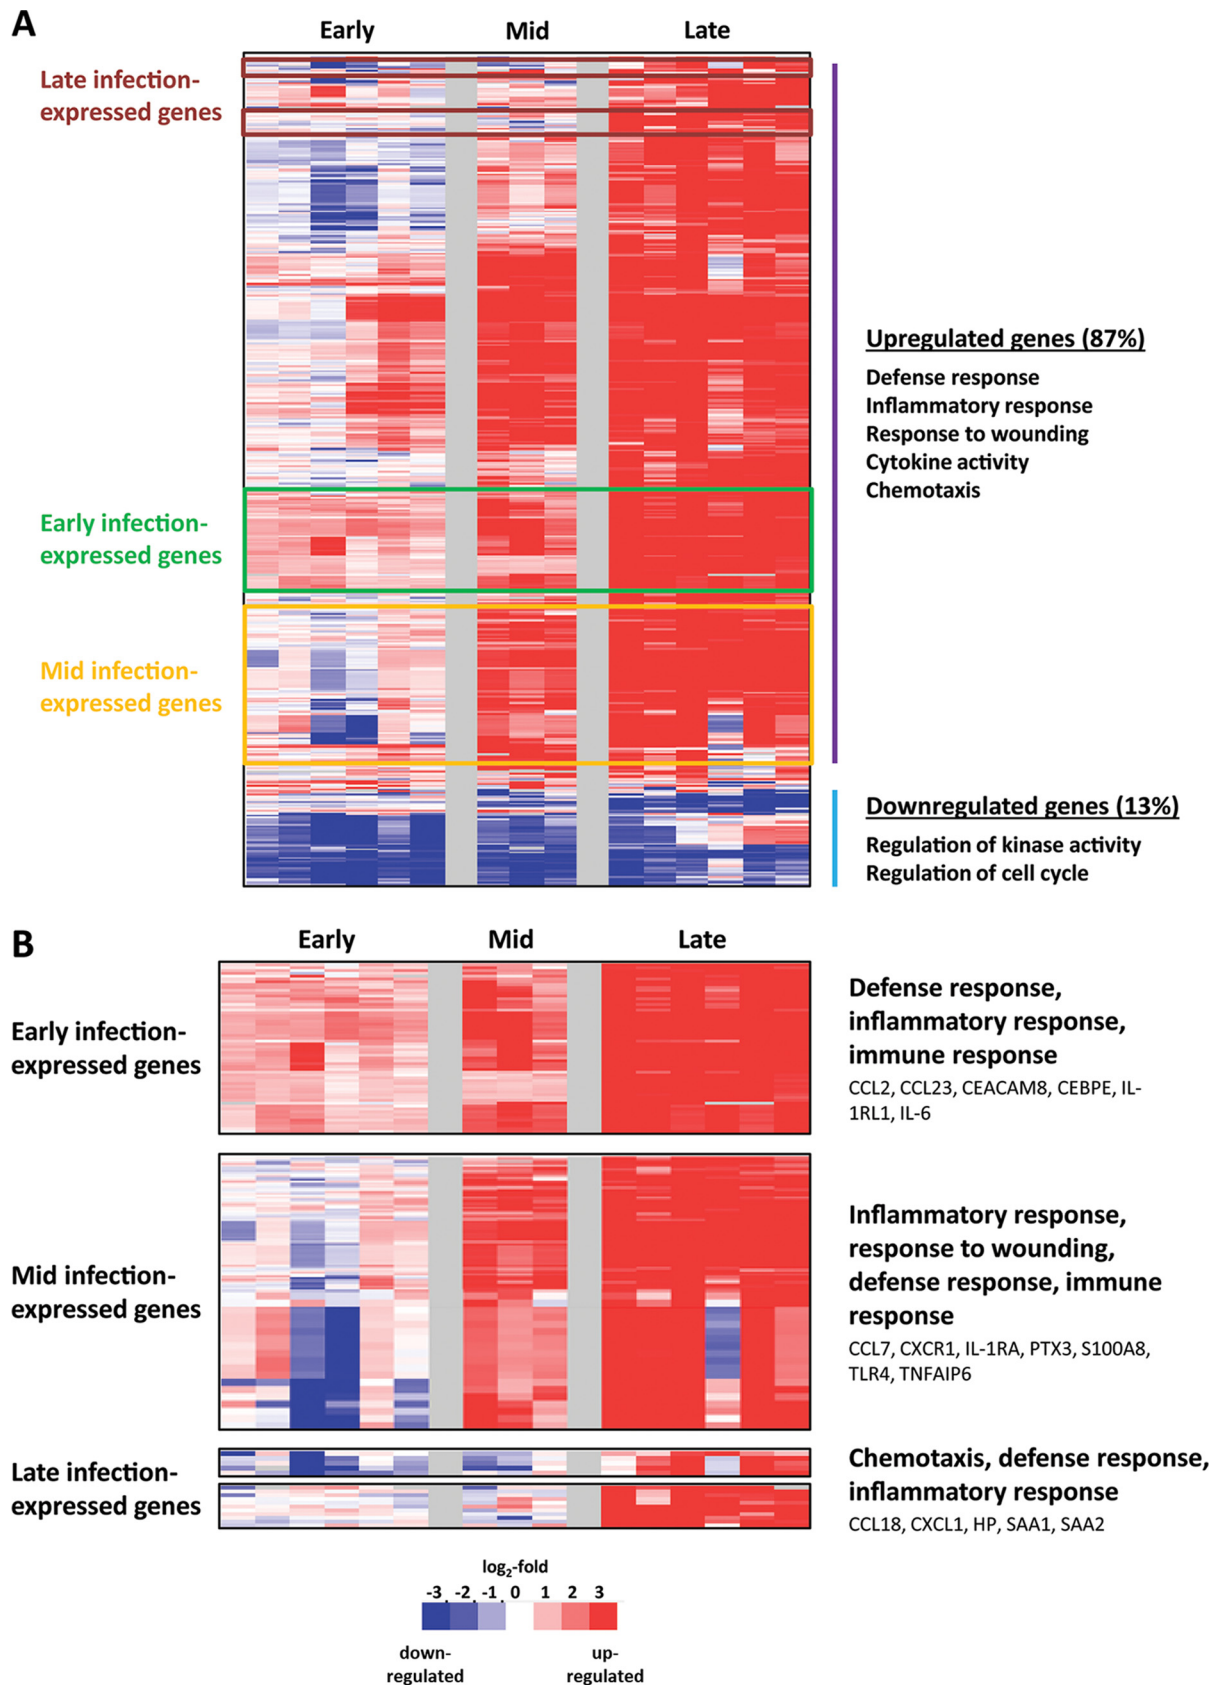 A
Early Mid Late
Late infection-
expressed genes
Upregulated genes (87%)
Defense response
Inflammatory response
Response to wounding
Cytokine activity
Chemotaxis
Early infection-
expressed genes
Mid infection-
expressed genes
Downregulated genes (13%)
Regulation of kinase activity
Regulation of cell cycle
B
Early Mid Late
Early infection-
expressed genes
Defense response,
inflammatory response,
immune response
CCL2, CCL23, CEACAM8, CEBPE, IL-
1RL1, IL-6
Mid infection-
expressed genes
Inflammatory response,
response to wounding,
defense response, immune
response
CCL7, CXCR1, IL-1RA, PTX3, S100A8,
TLR4, TNFAIP6
Late infection-
expressed genes
Chemotaxis, defense response,
inflammatory response
CCL18, CXCL1, HP, SAA1, SAA2
log2-fold
-3 -2 -1 0 1 2 3
down-
regulated
up-
regulated